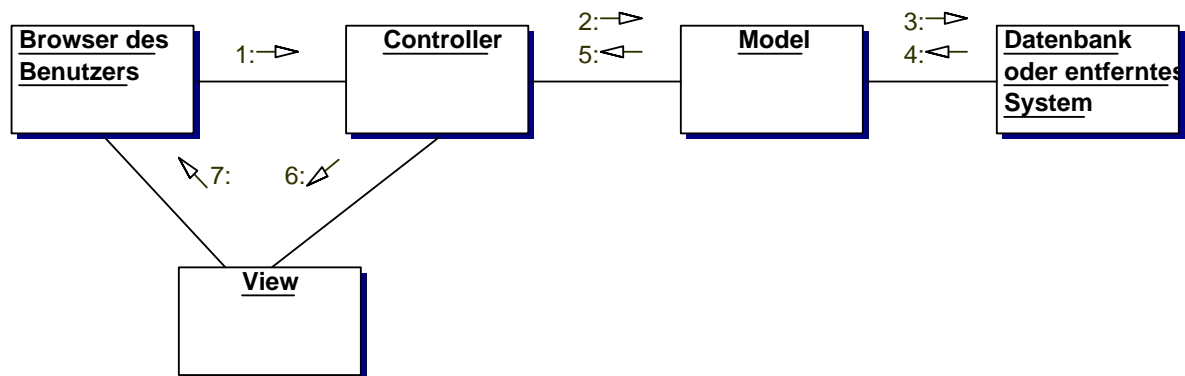 Browser des
Benutzers
1:
Controller
2:
5:
Model
3:
4:
Datenbank
oder entferntes
System
7:
6:
View